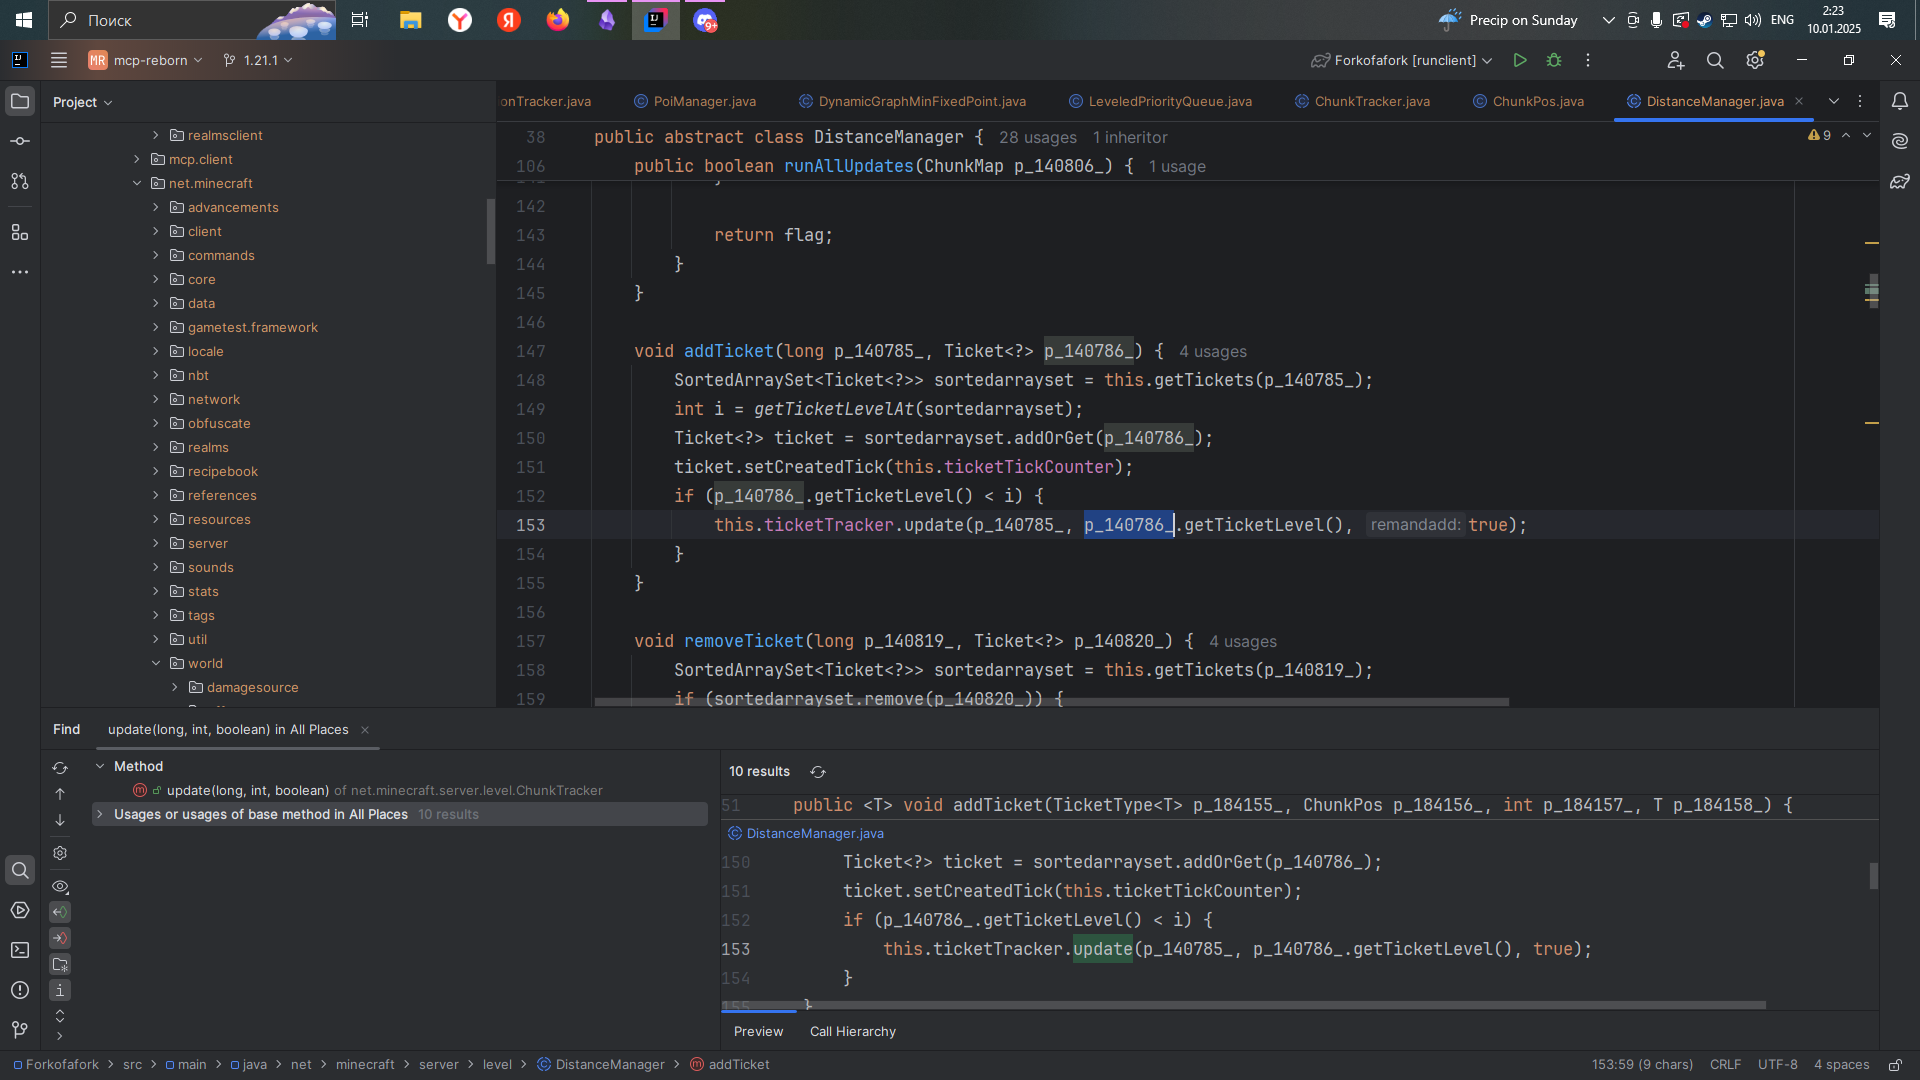 Поиск
Precip on Sunday
ENG
2:23
10.01.2025
9+
MR
mcp-reborn
1.21.1
Forkofafork [runclient]
Project
onTracker.java
PoiManager.java
DynamicGraphMinFixedPoint.java
LeveledPriorityQueue.java
ChunkTracker.java
ChunkPos.java
DistanceManager.java
realmsclient
mcp.client
net.minecraft
advancements
client
commands
core
data
gametest.framework
locale
nbt
network
obfuscate
realms
recipebook
references
resources
server
sounds
stats
tags
util
world
damagesource
9
38 public abstract class DistanceManager { 28 usages 1 inheritor
106 public boolean runAllUpdates(ChunkMap p_140806_) { 1 usage
142
143 return flag;
144 }
145 }
146
147 void addTicket(long p_140785_, Ticket<?> p_140786_) { 4 usages
148 SortedArraySet<Ticket<?>> sortedarrayset = this.getTickets(p_140785_);
149 int i = getTicketLevelAt(sortedarrayset);
150 Ticket<?> ticket = sortedarrayset.addOrGet(p_140786_);
151 ticket.setCreatedTick(this.ticketTickCounter);
152 if (p_140786_.getTicketLevel() < i) {
153 this.ticketTracker.update(p_140785_, p_140786_.getTicketLevel(), remandadd: true);
154 }
155 }
156
157 void removeTicket(long p_140819_, Ticket<?> p_140820_) { 4 usages
158 SortedArraySet<Ticket<?>> sortedarrayset = this.getTickets(p_140819_);
159 if (sortedarrayset.remove(p_140820_)) {
Find
update(long, int, boolean) in All Places
Method
update(long, int, boolean) of net.minecraft.server.level.ChunkTracker
Usages or usages of base method in All Places 10 results
10 results
51 public <T> void addTicket(TicketType<T> p_184155_, ChunkPos p_184156_, int p_184157_, T p_184158_) {
DistanceManager.java
150 Ticket<?> ticket = sortedarrayset.addOrGet(p_140786_);
151 ticket.setCreatedTick(this.ticketTickCounter);
152 if (p_140786_.getTicketLevel() < i) {
153 this.ticketTracker.update(p_140785_, p_140786_.getTicketLevel(), true);
154 }
155 }
Preview
Call Hierarchy
Forkofafork > src > main > java > net > minecraft > server > level > DistanceManager > addTicket
153:59 (9 chars)
CRLF
UTF-8
4 spaces